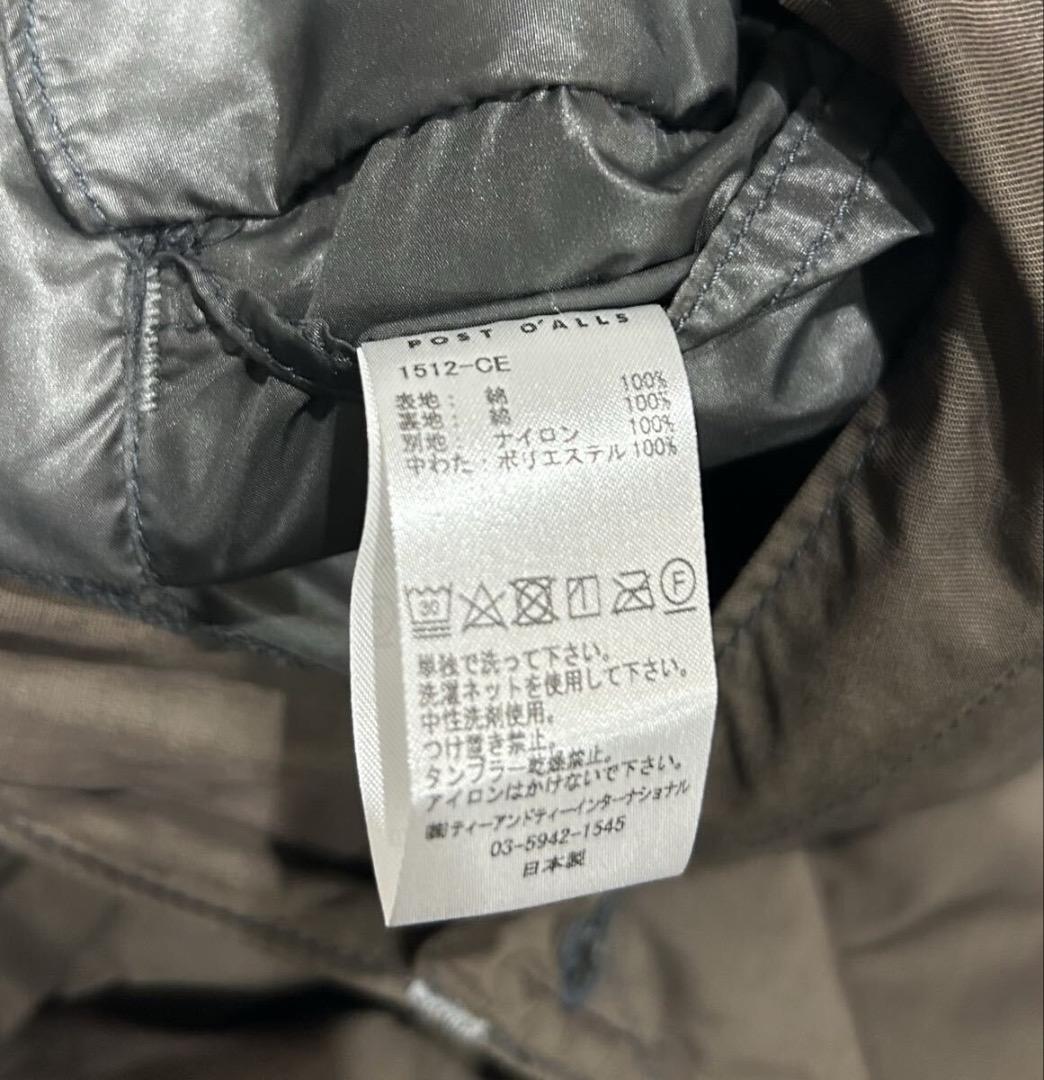 POST O'ALLS
1512-CE
表地： 綿 100%
裏地： 綿 100%
別地： ナイロン 100%
中わた：ポリエステル 100%
30 F
単独で洗って下さい。
洗濯ネットを使用して下さい。
中性洗剤使用。
つけ置き禁止。
タンブラー乾燥禁止。
アイロンはかけないで下さい。
㈱ティーアンドティーインターナショナル
03-5942-1545
日本製